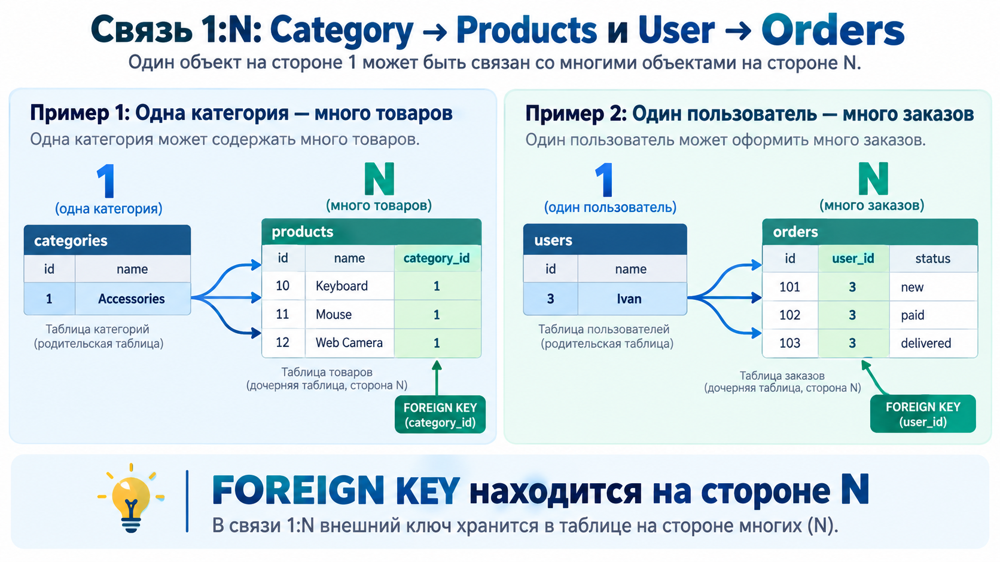 Связь 1:N: Category → Products и User → Orders
Один объект на стороне 1 может быть связан со многими объектами на стороне N.
Пример 1: Одна категория — много товаров
Одна категория может содержать много товаров.
1
(одна категория)
N
(много товаров)
categories
id name
1 Accessories
Таблица категорий
(родительская таблица)
products
id name category_id
10 Keyboard 1
11 Mouse 1
12 Web Camera 1
Таблица товаров
(дочерняя таблица, сторона N)
FOREIGN KEY
(category_id)
Пример 2: Один пользователь — много заказов
Один пользователь может оформить много заказов.
1
(один пользователь)
N
(много заказов)
users
id name
3 Ivan
Таблица пользователей
(родительская таблица)
orders
id user_id status
101 3 new
102 3 paid
103 3 delivered
Таблица заказов
(дочерняя таблица, сторона N)
FOREIGN KEY
(user_id)
FOREIGN KEY находится на стороне N
В связи 1:N внешний ключ хранится в таблице на стороне многих (N).